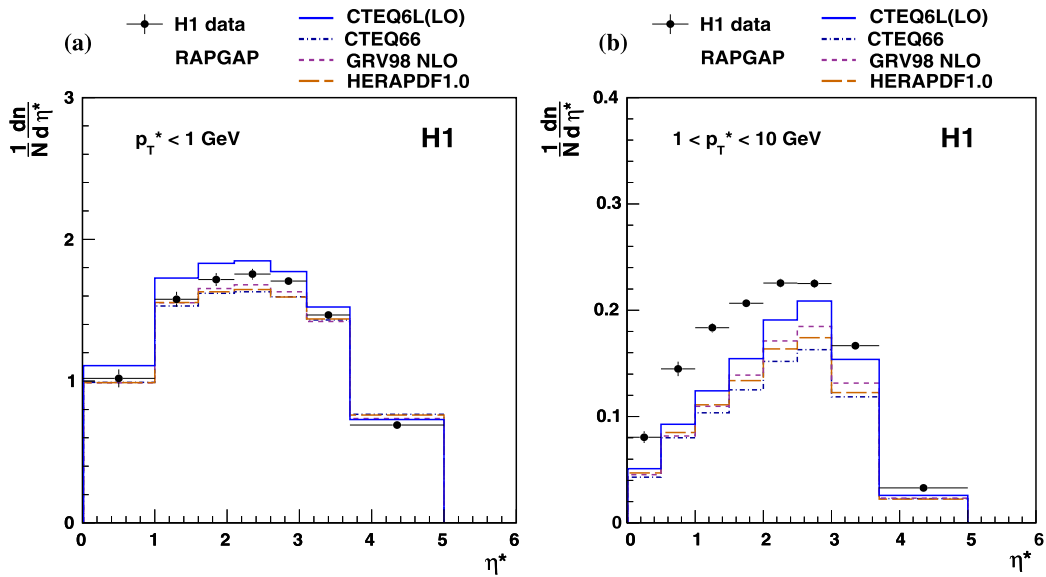 (a)
H1 data
RAPGAP
CTEQ6L(LO)
CTEQ66
GRV98 NLO
HERAPDF1.0
1 dn
N d η*
p_T* < 1 GeV
H1
3
2
1
0
0 1 2 3 4 5 6
η*
(b)
H1 data
RAPGAP
CTEQ6L(LO)
CTEQ66
GRV98 NLO
HERAPDF1.0
1 dn
N d η*
1 < p_T* < 10 GeV
H1
0.4
0.3
0.2
0.1
0
0 1 2 3 4 5 6
η*